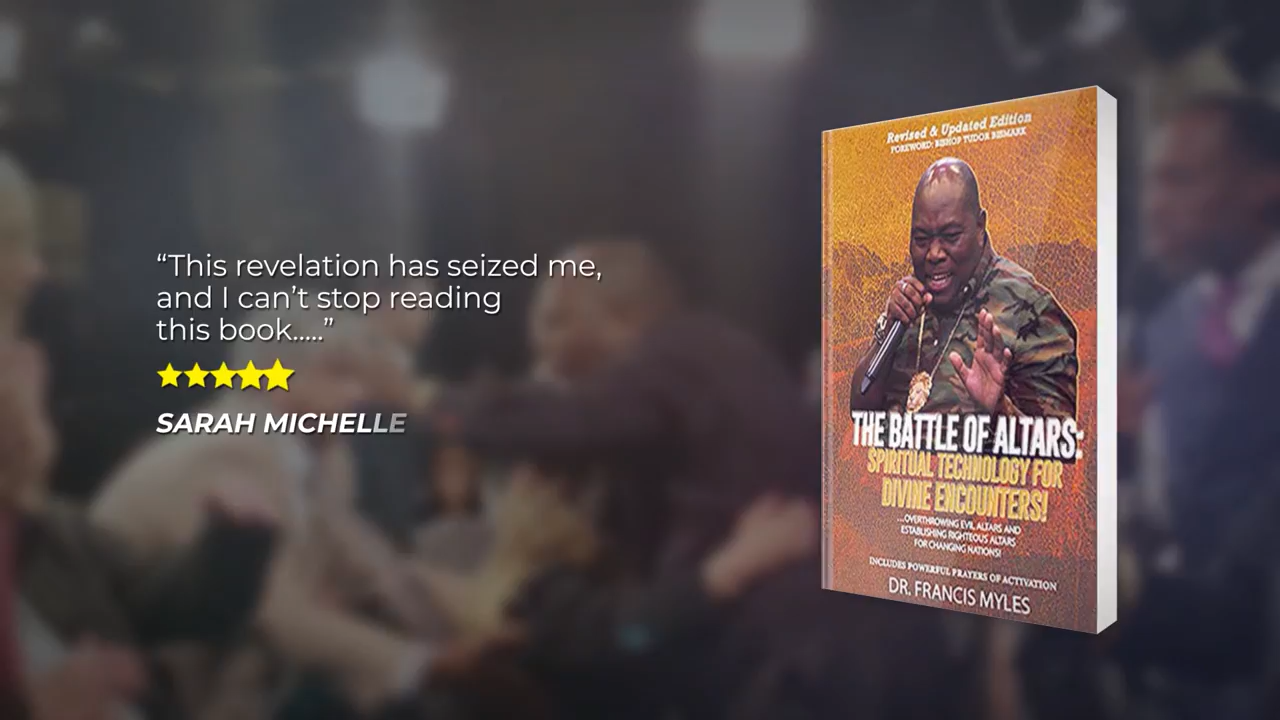 “This revelation has seized me,
and I can’t stop reading
this book.....”
SARAH MICHELLE
Revised & Updated Edition
FOREWORD: BISHOP TUDOR BISMARK
THE BATTLE OF ALTARS:
SPIRITUAL TECHNOLOGY FOR
DIVINE ENCOUNTERS!
...OVERTHROWING EVIL ALTARS AND
ESTABLISHING RIGHTEOUS ALTARS
FOR CHANGING NATIONS!
INCLUDES POWERFUL PRAYERS OF ACTIVATION
DR. FRANCIS MYLES